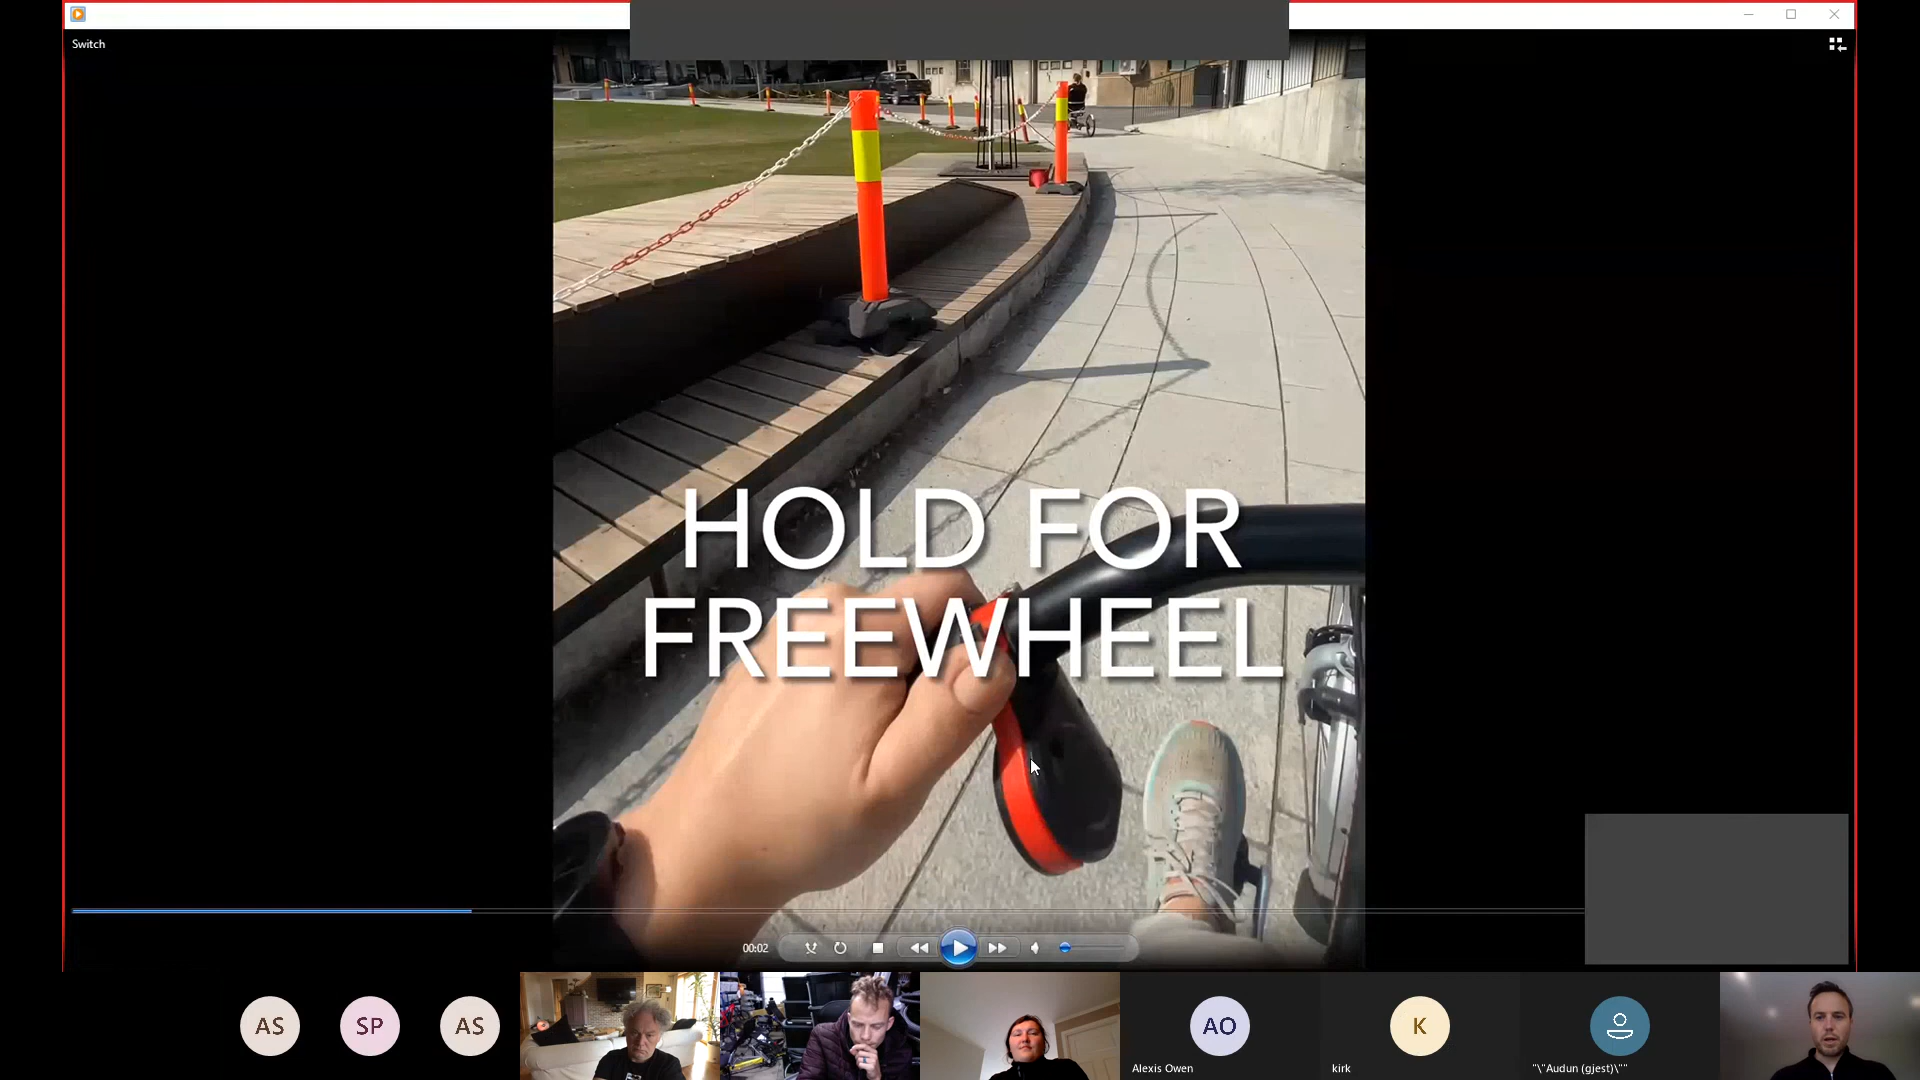 Switch
HOLD FOR
FREEWHEEL
00:02
AS
SP
AS
AO
K
Alexis Owen
kirk
"\"Audun (gjest)\""